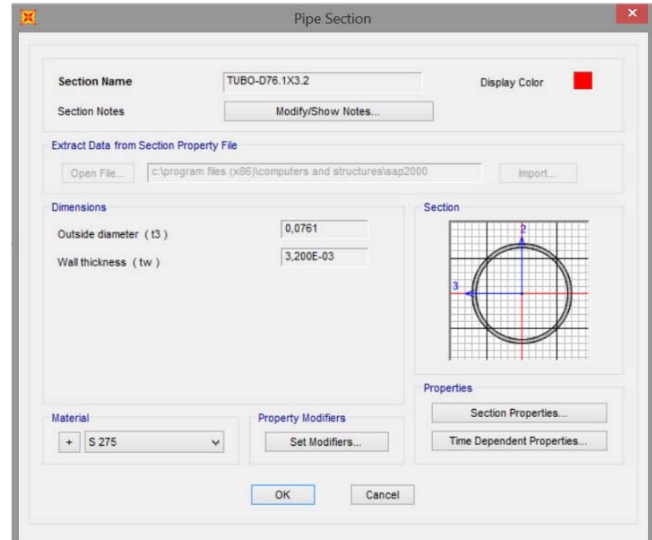 Pipe Section
Section Name TUBO-D76.1X3.2 Display Color
Section Notes Modify/Show Notes...
Extract Data from Section Property File
Open File... c:\program files (x86)\computers and structures\sap2000 Import...
Dimensions
Outside diameter ( t3 ) 0,0761
Wall thickness ( tw ) 3,200E-03
Section
2
3
Properties
Section Properties...
Time Dependent Properties...
Material
+ S 275
Property Modifiers
Set Modifiers...
OK Cancel